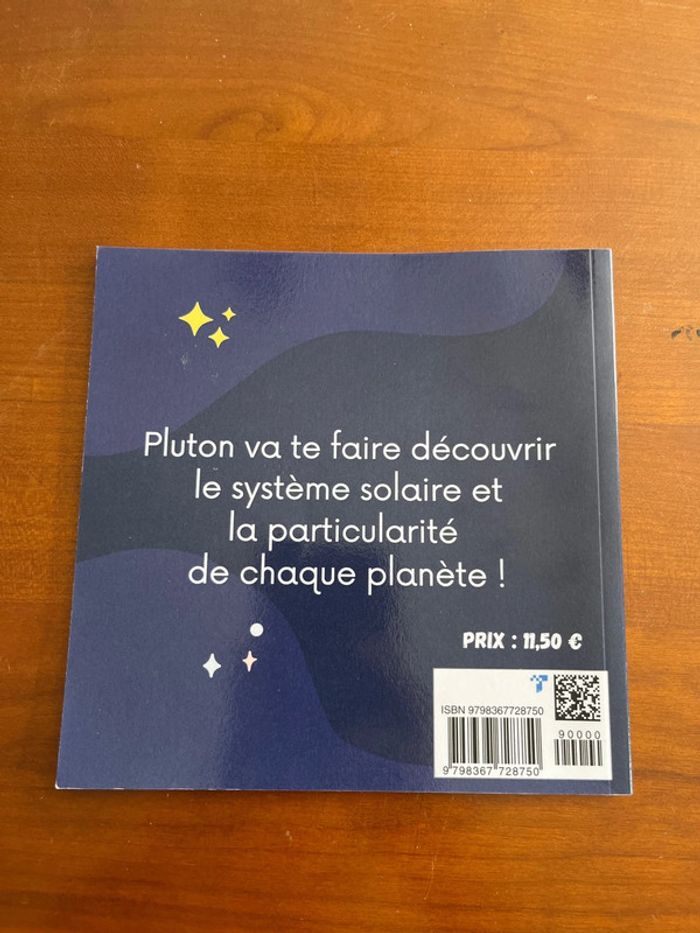 Pluton va te faire découvrir
le système solaire et
la particularité
de chaque planète !
PRIX : 11,50 €
ISBN 9798367728750
90000
9 798367 728750